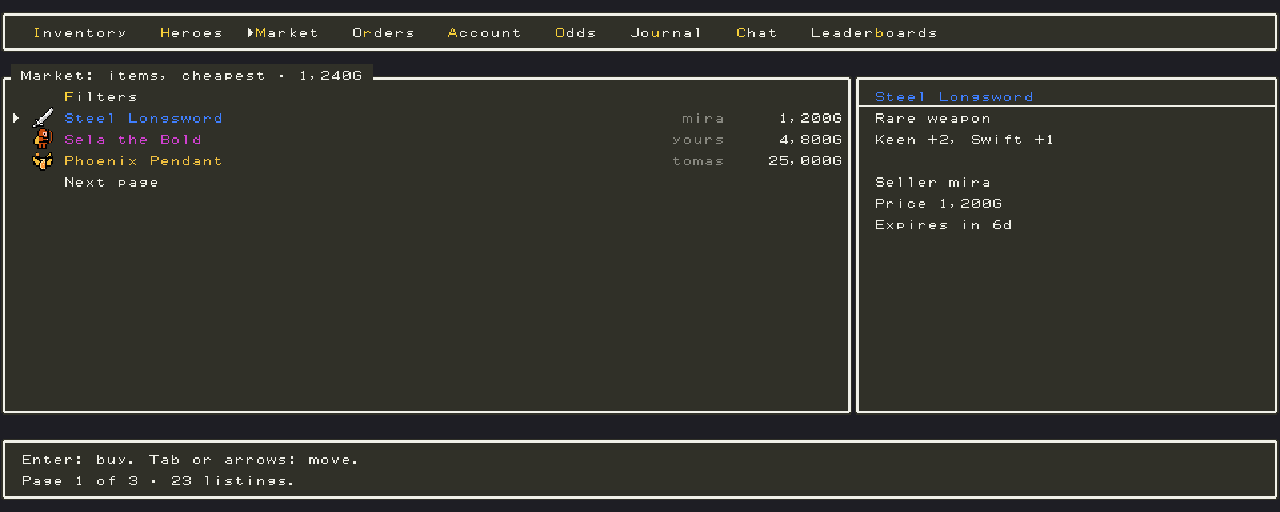 Inventory Heroes Market Orders Account Odds Journal Chat Leaderboards
Market: items, cheapest · 1,240G
Filters
Steel Longsword mira 1,200G
Sela the Bold yours 4,800G
Phoenix Pendant tomas 25,000G
Next page
Steel Longsword
Rare weapon
Keen +2, Swift +1
Seller mira
Price 1,200G
Expires in 6d
Enter: buy. Tab or arrows: move.
Page 1 of 3 · 23 listings.